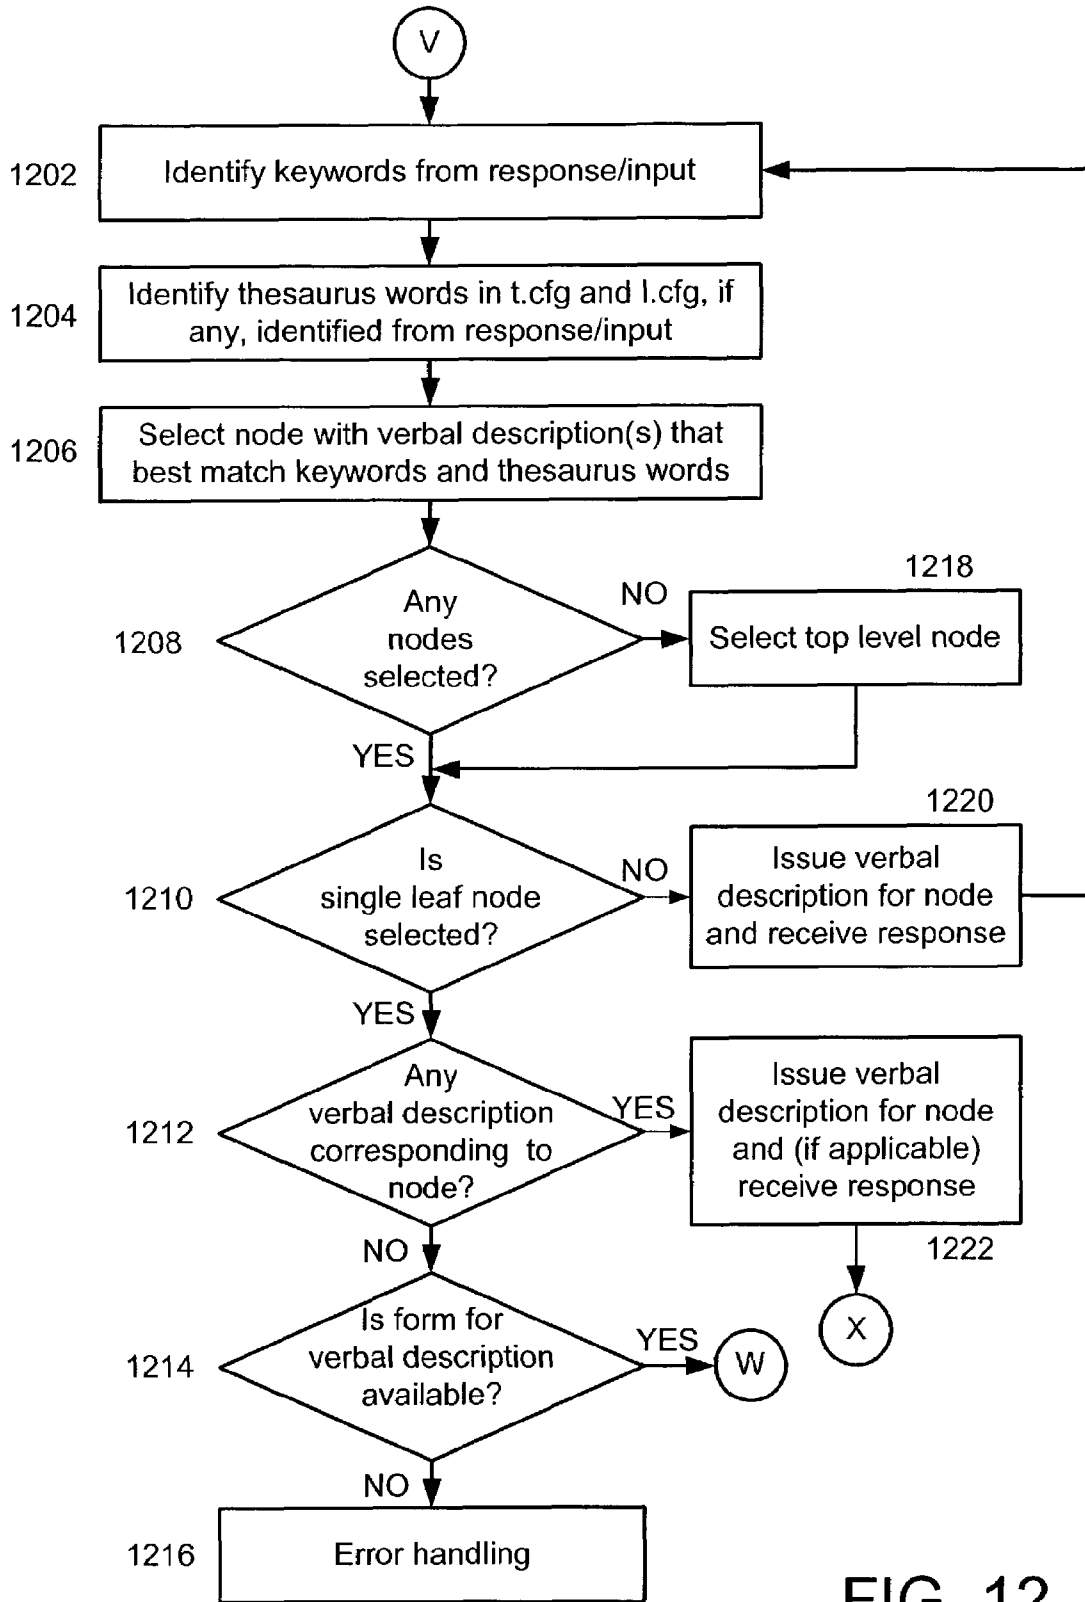 V
1202
Identify keywords from response/input
1204
Identify thesaurus words in t.cfg and l.cfg, if
any, identified from response/input
1206
Select node with verbal description(s) that
best match keywords and thesaurus words
1208
Any
nodes
selected?
NO
1218
Select top level node
YES
1210
Is
single leaf node
selected?
NO
1220
Issue verbal
description for node
and receive response
YES
1212
Any
verbal description
corresponding to
node?
YES
Issue verbal
description for node
and (if applicable)
receive response
1222
X
NO
1214
Is form for
verbal description
available?
YES
W
NO
1216
Error handling
FIG. 12